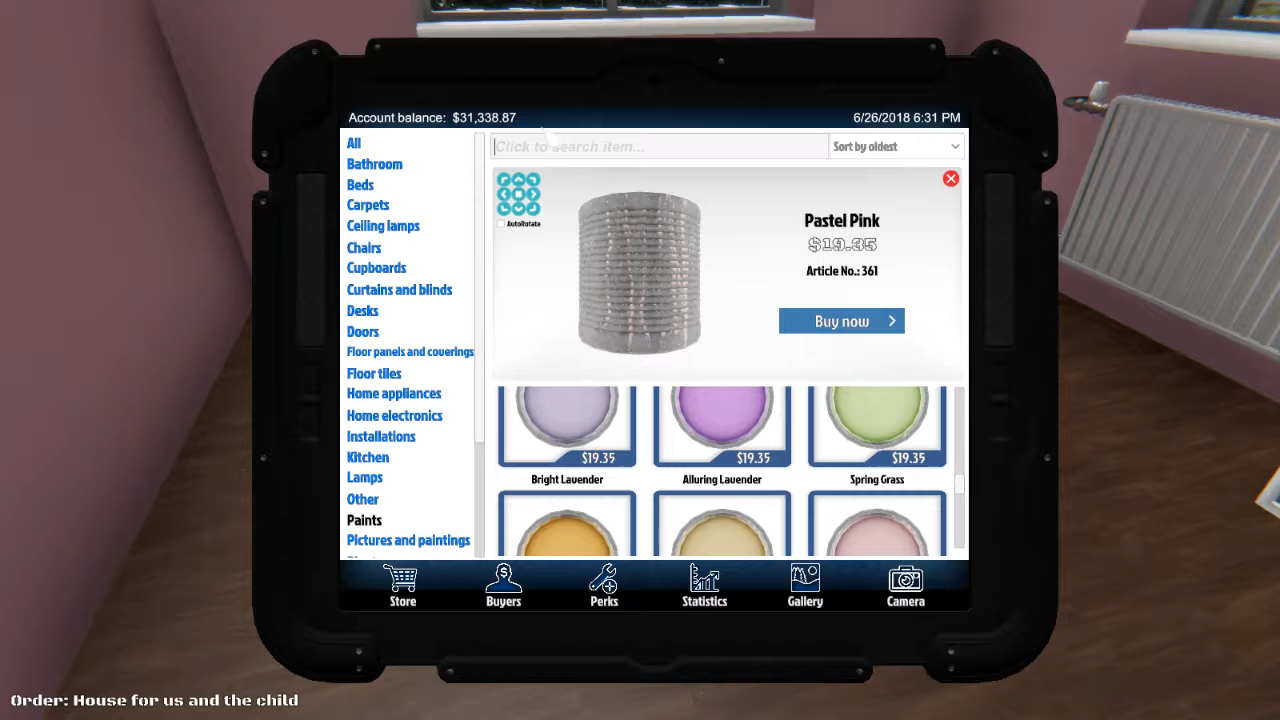 Account balance: $31,338.87
6/26/2018 6:31 PM
All
Bathroom
Beds
Carpets
Ceiling lamps
Chairs
Cupboards
Curtains and blinds
Desks
Doors
Floor panels and coverings
Floor tiles
Home appliances
Home electronics
Installations
Kitchen
Lamps
Other
Paints
Pictures and paintings
Click to search item...
Sort by oldest
AutoRotate
Pastel Pink
$19.35
Article No.: 361
Buy now
$19.35
$19.35
$19.35
Bright Lavender
Alluring Lavender
Spring Grass
Store
Buyers
Perks
Statistics
Gallery
Camera
Order: House for us and the child